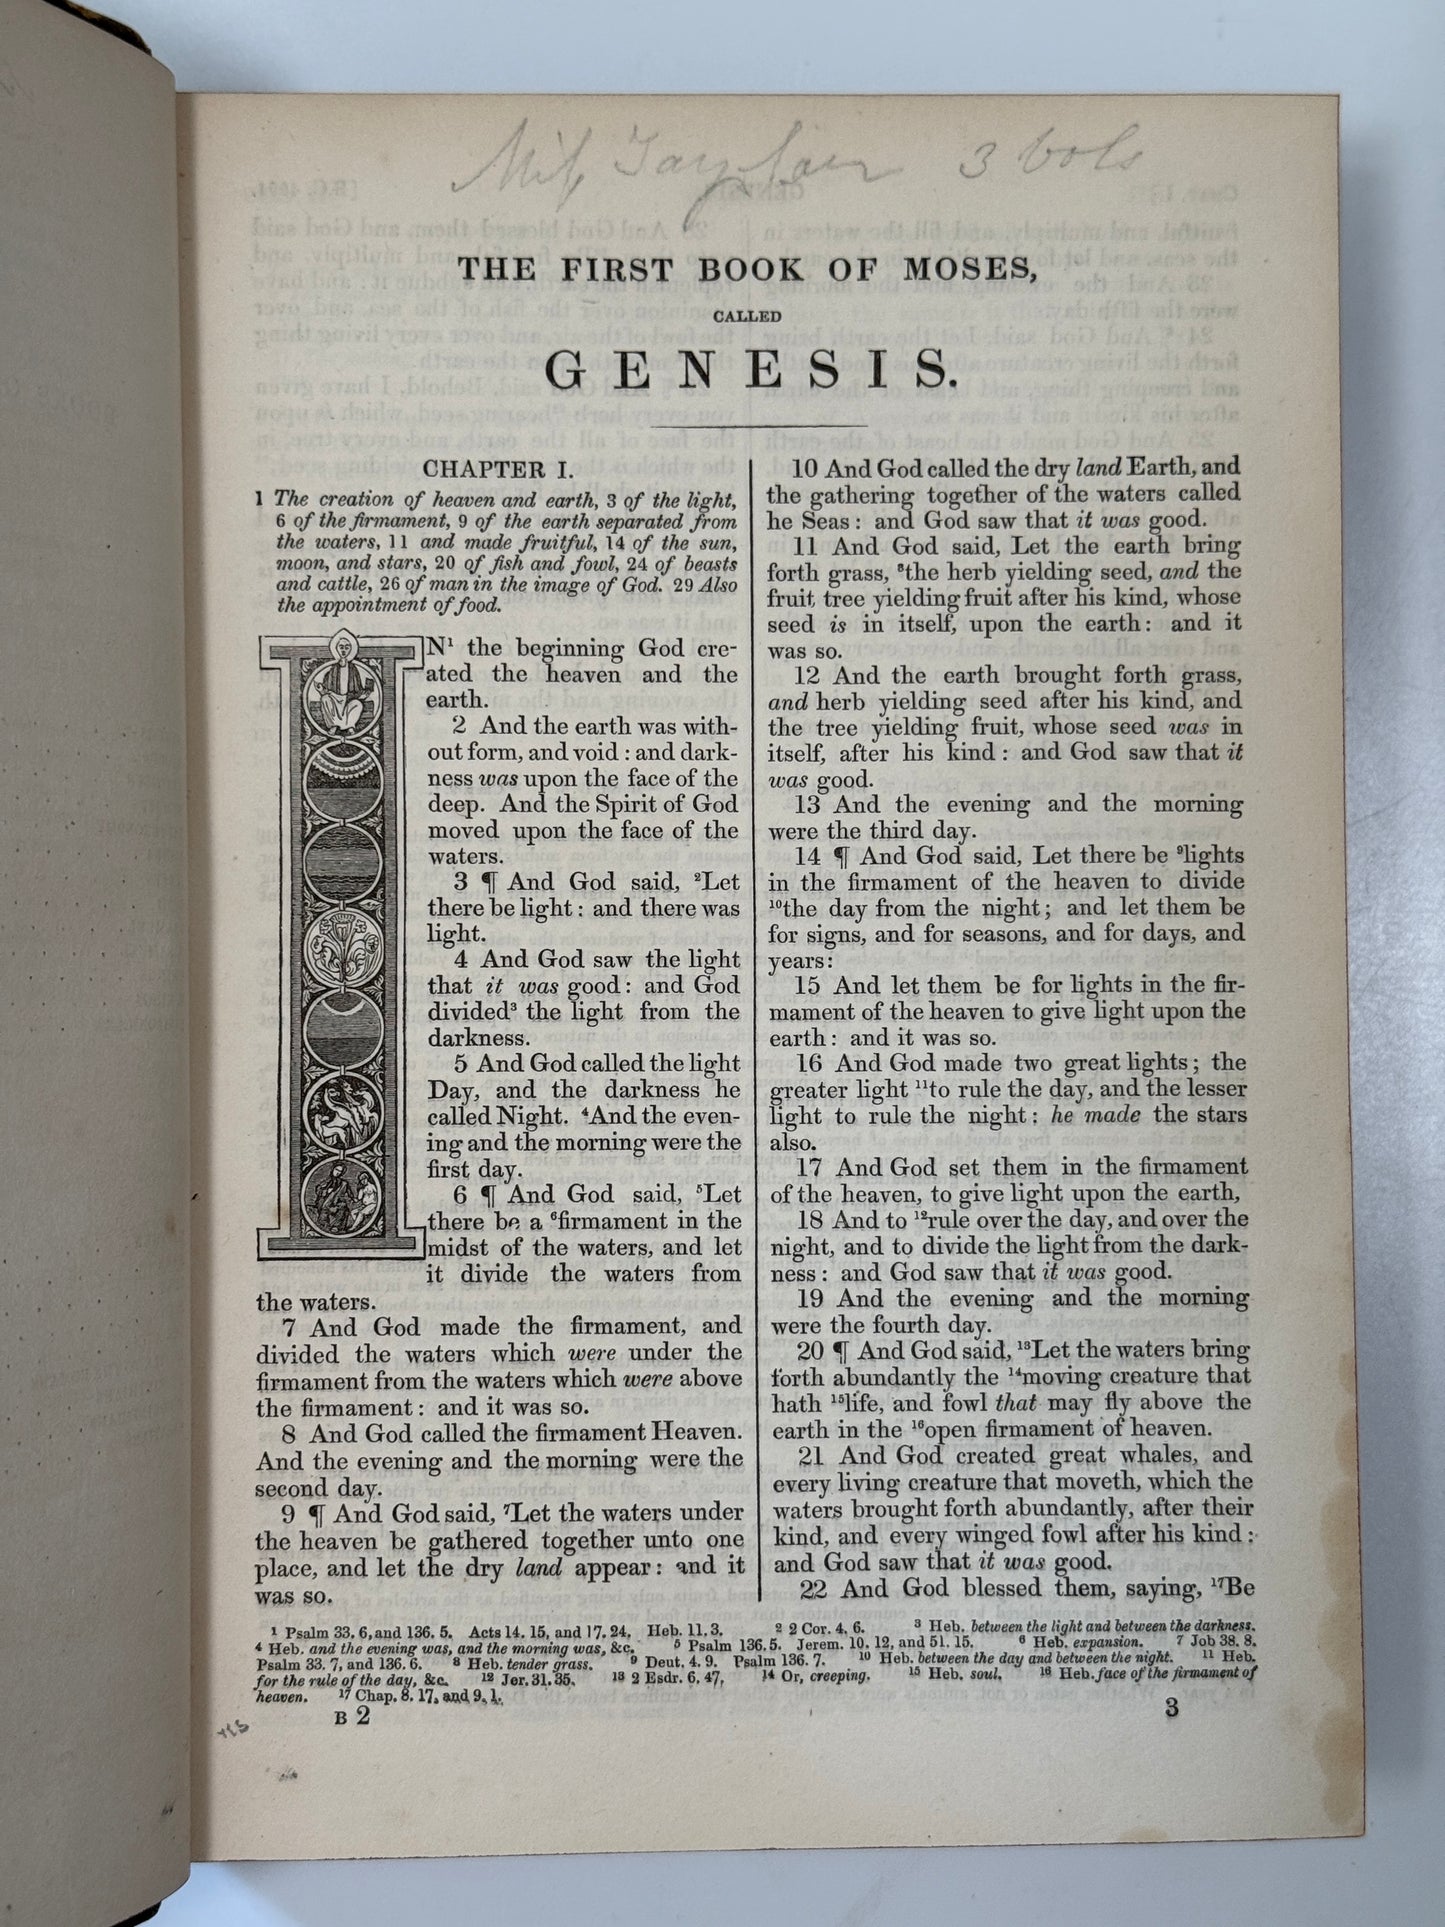 3 vols
THE FIRST BOOK OF MOSES,
CALLED
GENESIS.
CHAPTER I.
1 The creation of heaven and earth, 3 of the light,
6 of the firmament, 9 of the earth separated from
the waters, 11 and made fruitful, 14 of the sun,
moon, and stars, 20 of fish and fowl, 24 of beasts
and cattle, 26 of man in the image of God. 29 Also
the appointment of food.
IN¹ the beginning God cre-
ated the heaven and the
earth.
2 And the earth was with-
out form, and void : and dark-
ness was upon the face of the
deep. And the Spirit of God
moved upon the face of the
waters.
3 ¶ And God said, ²Let
there be light : and there was
light.
4 And God saw the light
that it was good : and God
divided³ the light from the
darkness.
5 And God called the light
Day, and the darkness he
called Night. ⁴And the even-
ing and the morning were the
first day.
6 ¶ And God said, ⁵Let
there be a ⁶firmament in the
midst of the waters, and let
it divide the waters from
the waters.
7 And God made the firmament, and
divided the waters which were under the
firmament from the waters which were above
the firmament : and it was so.
8 And God called the firmament Heaven.
And the evening and the morning were the
second day.
9 ¶ And God said, ⁷Let the waters under
the heaven be gathered together unto one
place, and let the dry land appear : and it
was so.
10 And God called the dry land Earth, and
the gathering together of the waters called
he Seas : and God saw that it was good.
11 And God said, Let the earth bring
forth grass, ⁸the herb yielding seed, and the
fruit tree yielding fruit after his kind, whose
seed is in itself, upon the earth : and it
was so.
12 And the earth brought forth grass,
and herb yielding seed after his kind, and
the tree yielding fruit, whose seed was in
itself, after his kind : and God saw that it
was good.
13 And the evening and the morning
were the third day.
14 ¶ And God said, Let there be ⁹lights
in the firmament of the heaven to divide
¹⁰the day from the night ; and let them be
for signs, and for seasons, and for days, and
years :
15 And let them be for lights in the fir-
mament of the heaven to give light upon the
earth : and it was so.
16 And God made two great lights ; the
greater light ¹¹to rule the day, and the lesser
light to rule the night : he made the stars
also.
17 And God set them in the firmament
of the heaven, to give light upon the earth,
18 And to ¹²rule over the day, and over the
night, and to divide the light from the dark-
ness : and God saw that it was good.
19 And the evening and the morning
were the fourth day.
20 ¶ And God said, ¹³Let the waters bring
forth abundantly the ¹⁴moving creature that
hath ¹⁵life, and fowl that may fly above the
earth in the ¹⁶open firmament of heaven.
21 And God created great whales, and
every living creature that moveth, which the
waters brought forth abundantly, after their
kind, and every winged fowl after his kind :
and God saw that it was good.
22 And God blessed them, saying, ¹⁷Be
1 Psalm 33. 6, and 136. 5. Acts 14. 15, and 17. 24. Heb. 11. 3. 2 2 Cor. 4. 6. 3 Heb. between the light and between the darkness.
4 Heb. and the evening was, and the morning was, &c. 5 Psalm 136. 5. Jerem. 10. 12, and 51. 15. 6 Heb. expansion. 7 Job 38. 8.
Psalm 33. 7, and 136. 6. 8 Heb. tender grass. 9 Deut. 4. 9. Psalm 136. 7. 10 Heb. between the day and between the night. 11 Heb.
for the rule of the day, &c. 12 Jer. 31. 35. 13 2 Esdr. 6. 47. 14 Or, creeping. 15 Heb. soul. 16 Heb. face of the firmament of
heaven. 17 Chap. 8. 17, and 9. 1.
B 2 3